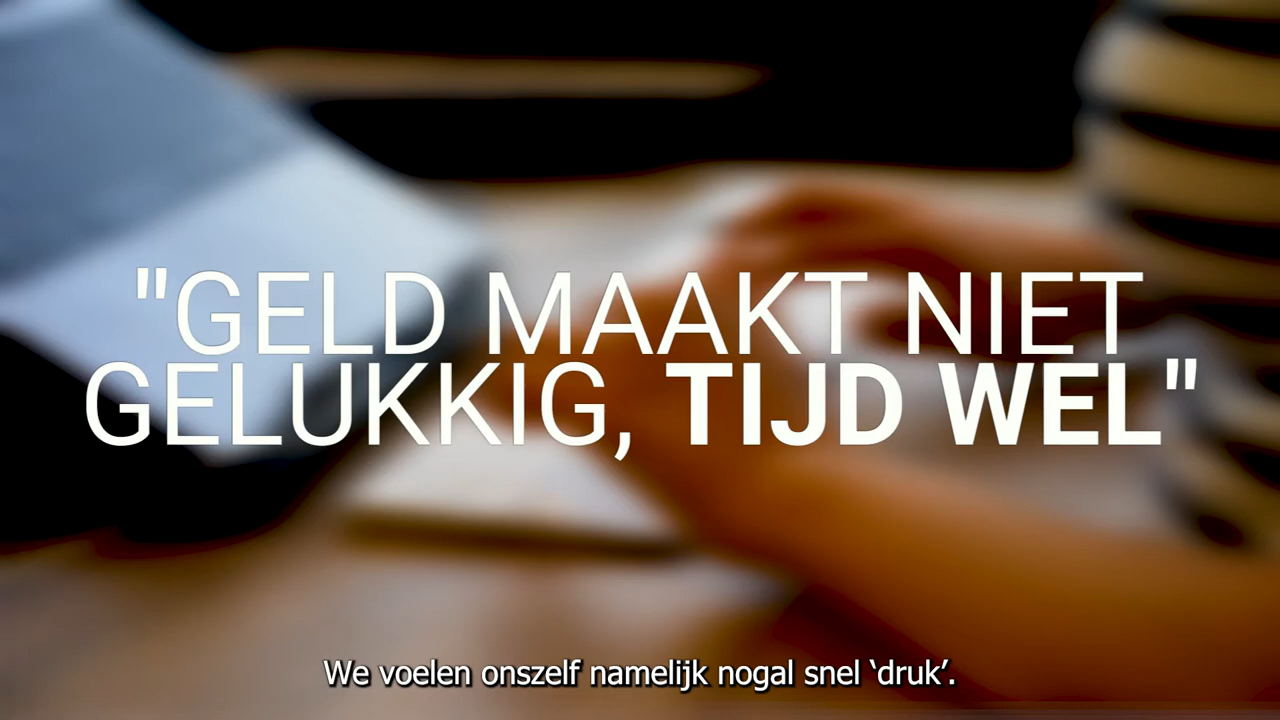 "GELD MAAKT NIET
GELUKKIG, TIJD WEL"
We voelen onszelf namelijk nogal snel ‘druk’.